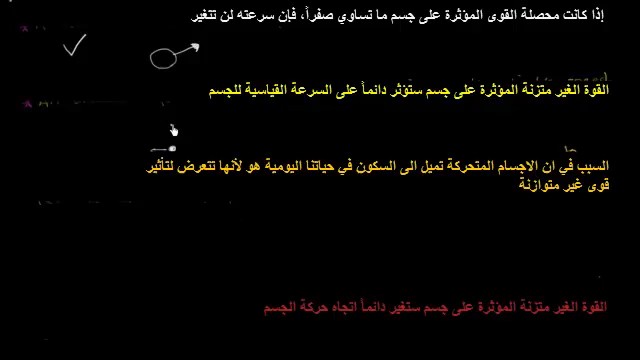 إذا كانت محصلة القوى المؤثرة على جسم ما تساوي صفراً، فإن سرعته لن تتغير
القوة الغير متزنة المؤثرة على جسم ستؤثر دائماً على السرعة القياسية للجسم
السبب في ان الاجسام المتحركة تميل الى السكون في حياتنا اليومية هو لأنها تتعرض لتأثير
قوى غير متوازنة
القوة الغير متزنة المؤثرة على جسم ستغير دائماً اتجاه حركة الجسم